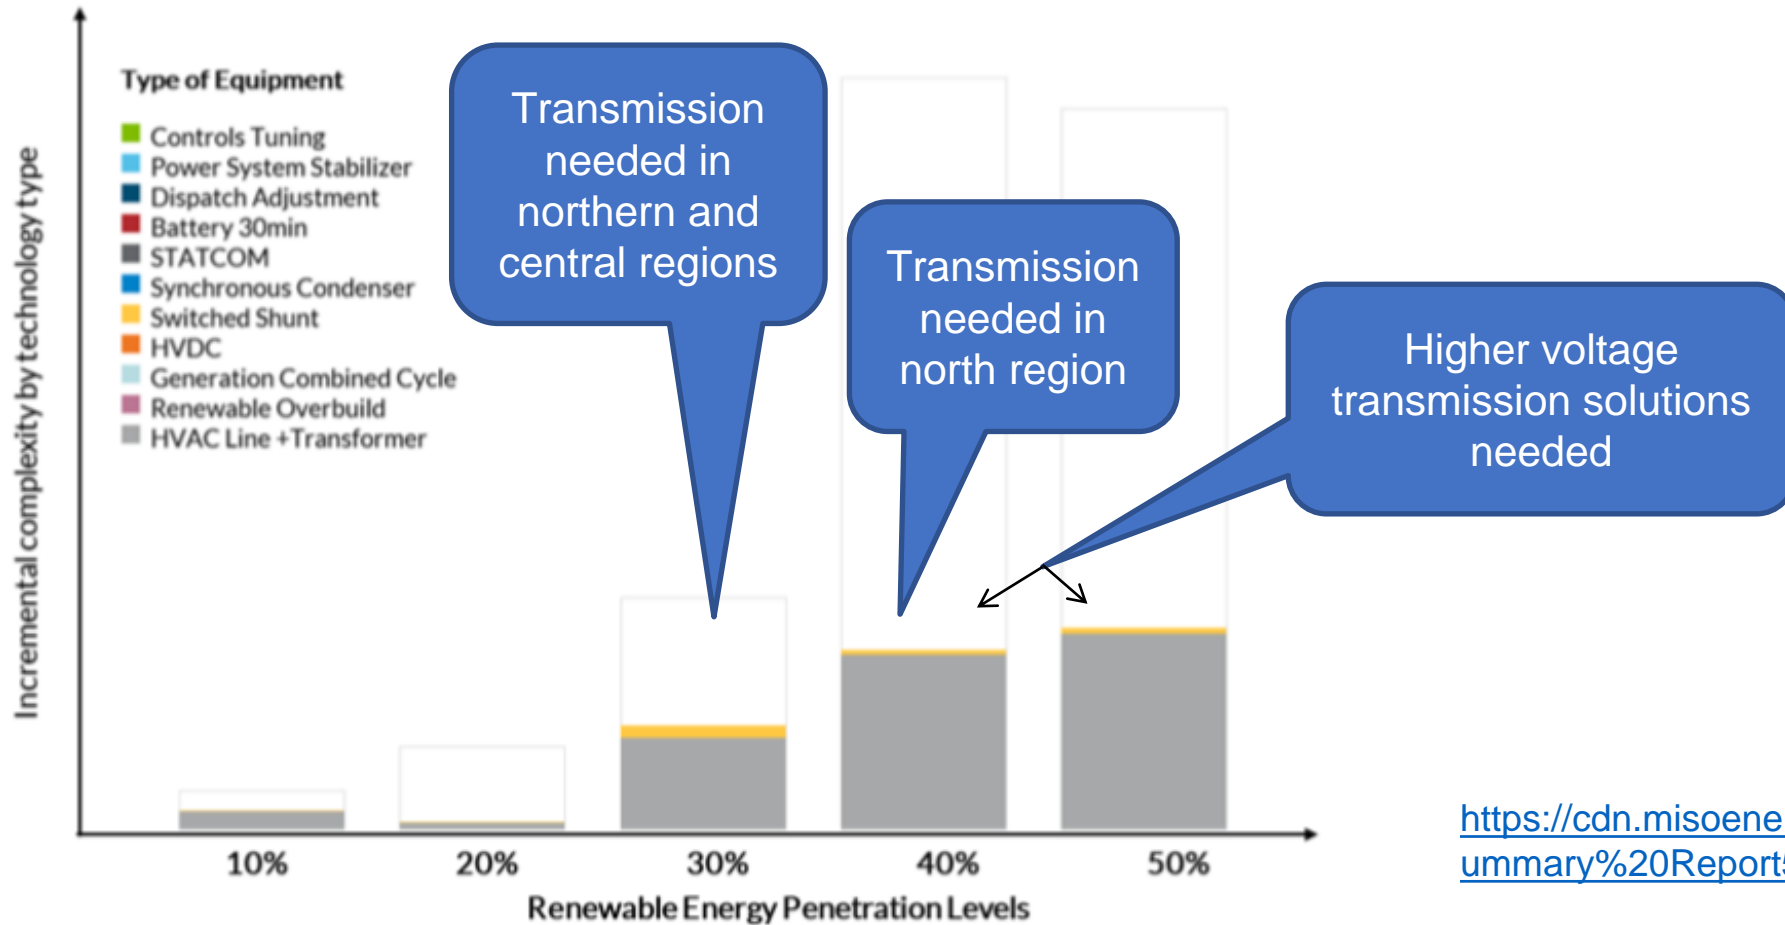 Type of Equipment
Controls Tuning
Power System Stabilizer
Dispatch Adjustment
Battery 30min
STATCOM
Synchronous Condenser
Switched Shunt
HVDC
Generation Combined Cycle
Renewable Overbuild
HVAC Line +Transformer
Incremental complexity by technology type
Transmission
needed in
northern and
central regions
Transmission
needed in
north region
Higher voltage
transmission solutions
needed
10% 20% 30% 40% 50%
Renewable Energy Penetration Levels
https://cdn.misoene
ummary%20Report